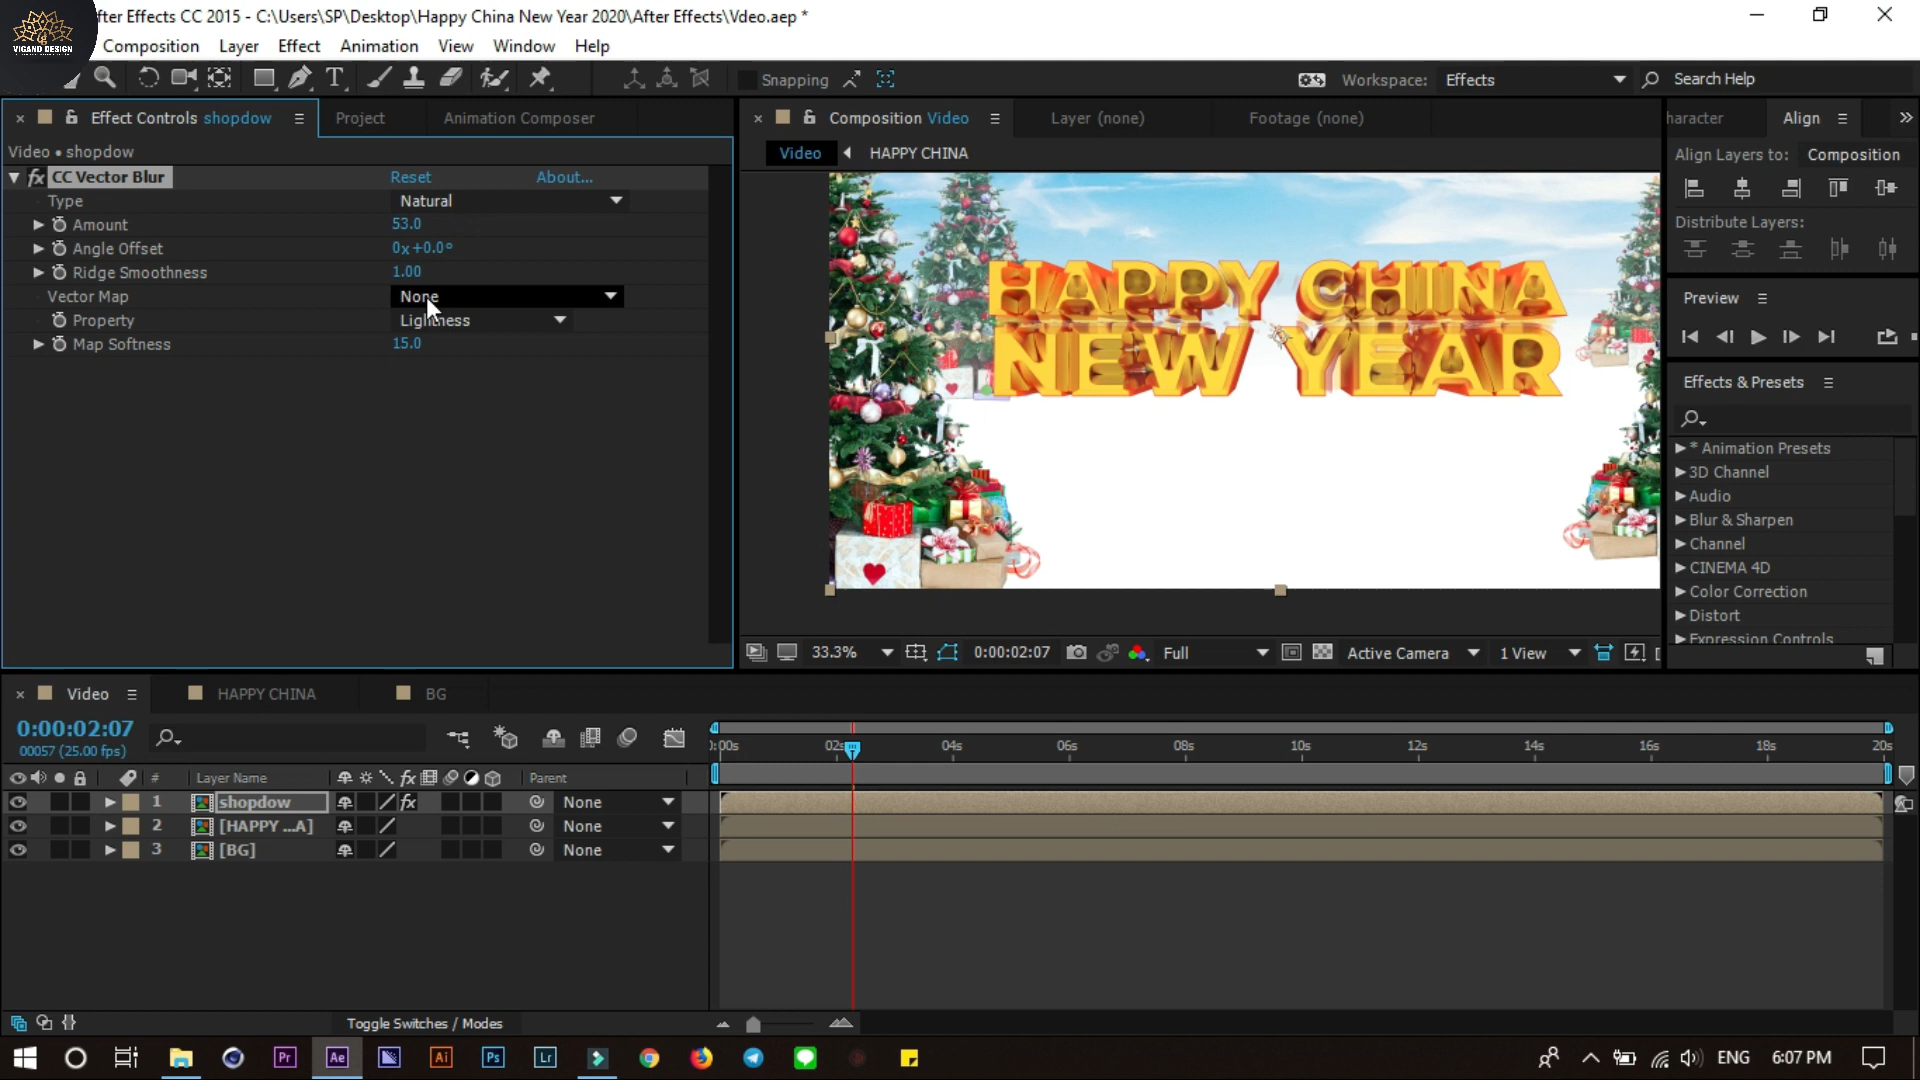 VIGAND DESIGN
fter Effects CC 2015 - C:\Users\SP\Desktop\Happy China New Year 2020\After Effects\Vdeo.aep *
Composition Layer Effect Animation View Window Help
Snapping Workspace: Effects Search Help
Effect Controls shopdow Project Animation Composer
Composition Video Layer (none) Footage (none)
haracter Align
Video • shopdow
Video HAPPY CHINA
Align Layers to: Composition
fx CC Vector Blur Reset About...
Type Natural
Amount 53.0
Angle Offset 0x+0.0°
Ridge Smoothness 1.00
Vector Map None
Property Lightness
Map Softness 15.0
HAPPY CHINA
NEW YEAR
Distribute Layers:
Preview
Effects & Presets
* Animation Presets
3D Channel
Audio
Blur & Sharpen
Channel
CINEMA 4D
Color Correction
Distort
Expression Controls
33.3% 0:00:02:07 Full Active Camera 1 View
Video HAPPY CHINA BG
0:00:02:07
00057 (25.00 fps)
0:00s 02s 04s 06s 08s 10s 12s 14s 16s 18s 20s
# Layer Name fx Parent
1 shopdow fx None
2 [HAPPY ...A] None
3 [BG] None
Toggle Switches / Modes
Pr Ae Ai Ps Lr ENG 6:07 PM